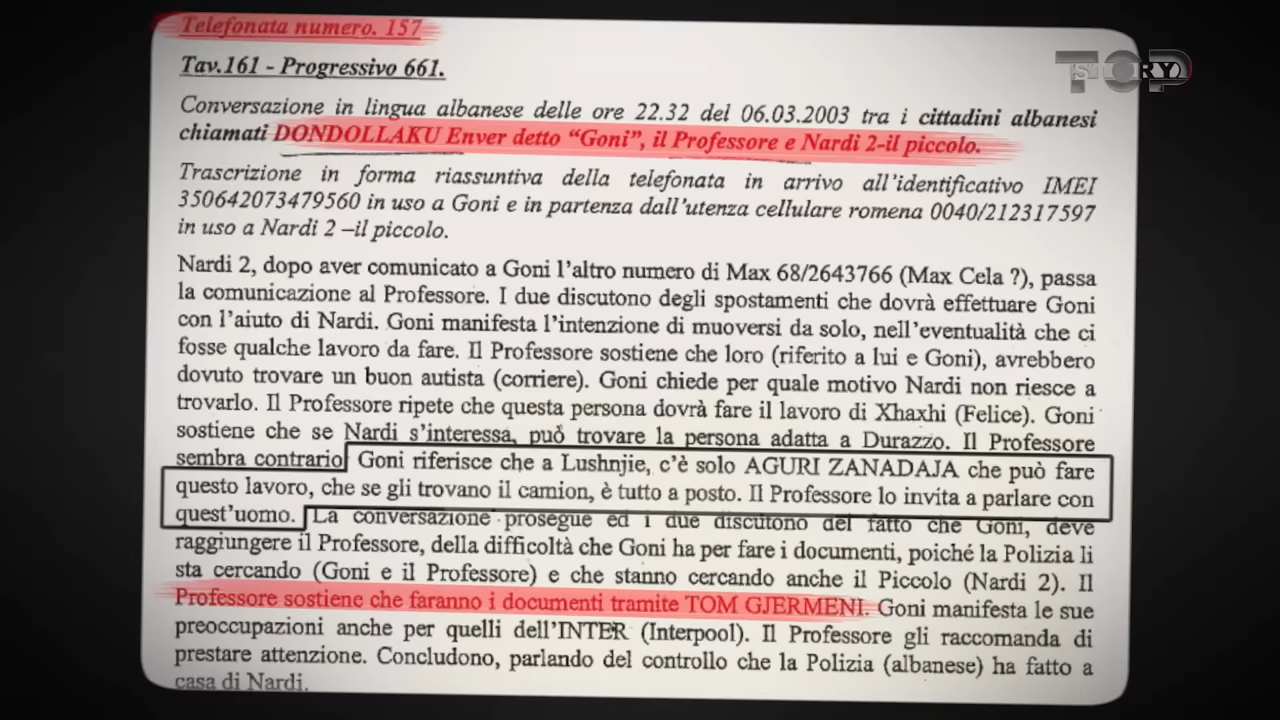 Telefonata numero. 157
TOP STORY
Tav.161 - Progressivo 661.
Conversazione in lingua albanese delle ore 22.32 del 06.03.2003 tra i cittadini albanesi
chiamati DONDOLLAKU Enver detto “Goni”, il Professore e Nardi 2-il piccolo.
Trascrizione in forma riassuntiva della telefonata in arrivo all’identificativo IMEI
350642073479560 in uso a Goni e in partenza dall’utenza cellulare romena 0040/212317597
in uso a Nardi 2 –il piccolo.
Nardi 2, dopo aver comunicato a Goni l’altro numero di Max 68/2643766 (Max Cela ?), passa
la comunicazione al Professore. I due discutono degli spostamenti che dovrà effettuare Goni
con l’aiuto di Nardi. Goni manifesta l’intenzione di muoversi da solo, nell’eventualità che ci
fosse qualche lavoro da fare. Il Professore sostiene che loro (riferito a lui e Goni), avrebbero
dovuto trovare un buon autista (corriere). Goni chiede per quale motivo Nardi non riesce a
trovarlo. Il Professore ripete che questa persona dovrà fare il lavoro di Xhaxhi (Felice). Goni
sostiene che se Nardi s’interessa, può trovare la persona adatta a Durazzo. Il Professore
sembra contrario. Goni riferisce che a Lushnjie, c’è solo AGURI ZANADAJA che può fare
questo lavoro, che se gli trovano il camion, è tutto a posto. Il Professore lo invita a parlare con
quest’uomo. La conversazione prosegue ed i due discutono del fatto che Goni, deve
raggiungere il Professore, della difficoltà che Goni ha per fare i documenti, poiché la Polizia li
sta cercando (Goni e il Professore) e che stanno cercando anche il Piccolo (Nardi 2). Il
Professore sostiene che faranno i documenti tramite TOM GJERMENI. Goni manifesta le sue
preoccupazioni anche per quelli dell’INTER (Interpol). Il Professore gli raccomanda di
prestare attenzione. Concludono, parlando del controllo che la Polizia (albanese) ha fatto a
casa di Nardi.